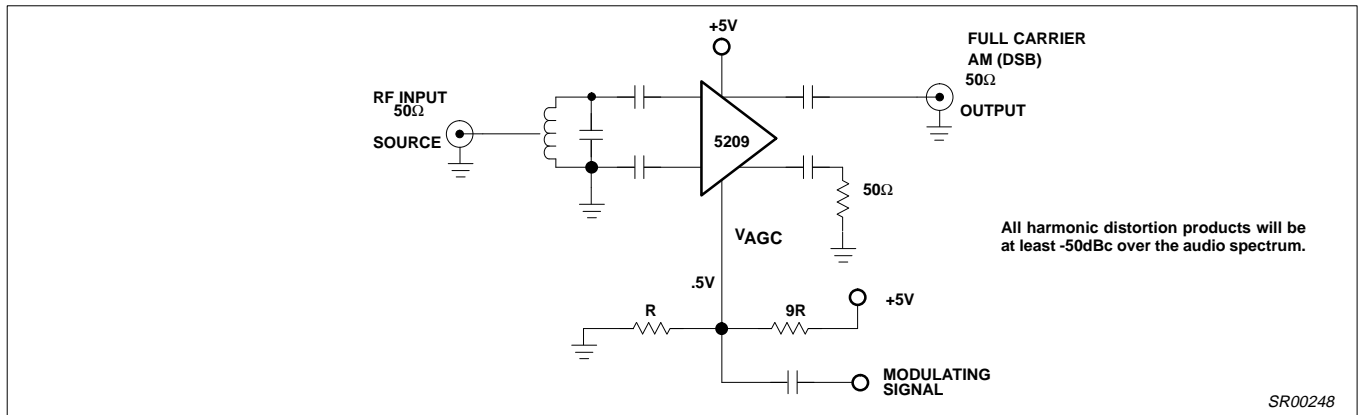 +5V
FULL CARRIER
AM (DSB)
50Ω
OUTPUT
RF INPUT
50Ω
SOURCE
5209
50Ω
All harmonic distortion products will be
at least -50dBc over the audio spectrum.
VAGC
.5V
+5V
R
9R
MODULATING
SIGNAL
SR00248